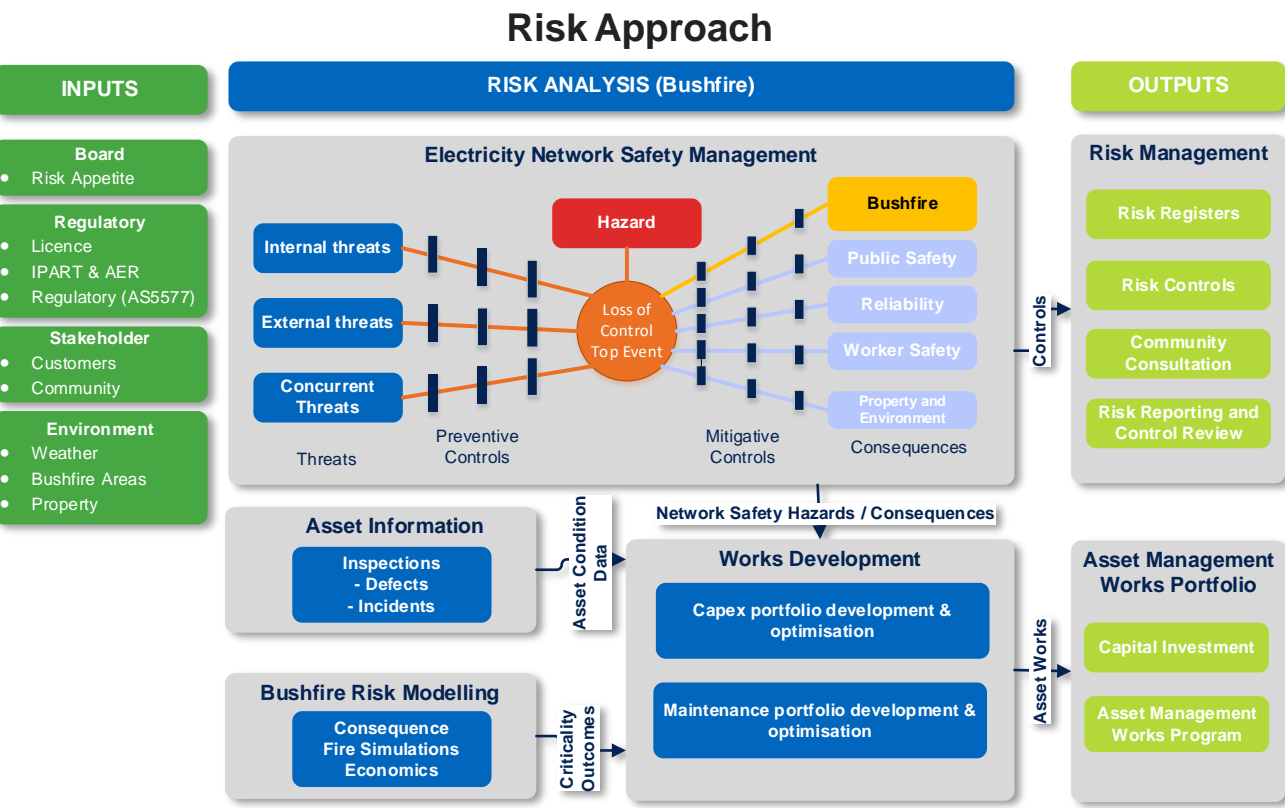 Risk Approach
INPUTS
RISK ANALYSIS (Bushfire)
OUTPUTS
Board
• Risk Appetite
Regulatory
• Licence
• IPART & AER
• Regulatory (AS5577)
Stakeholder
• Customers
• Community
Environment
• Weather
• Bushfire Areas
• Property
Electricity Network Safety Management
Internal threats
External threats
Concurrent
Threats
Threats
Preventive
Controls
Hazard
Loss of
Control
Top Event
Mitigative
Controls
Bushfire
Public Safety
Reliability
Worker Safety
Property and
Environment
Consequences
Controls
Risk Management
Risk Registers
Risk Controls
Community
Consultation
Risk Reporting and
Control Review
Network Safety Hazards / Consequences
Asset Information
Inspections
- Defects
- Incidents
Asset Condition
Data
Bushfire Risk Modelling
Consequence
Fire Simulations
Economics
Criticality
Outcomes
Works Development
Capex portfolio development &
optimisation
Maintenance portfolio development &
optimisation
Asset Works
Asset Management
Works Portfolio
Capital Investment
Asset Management
Works Program